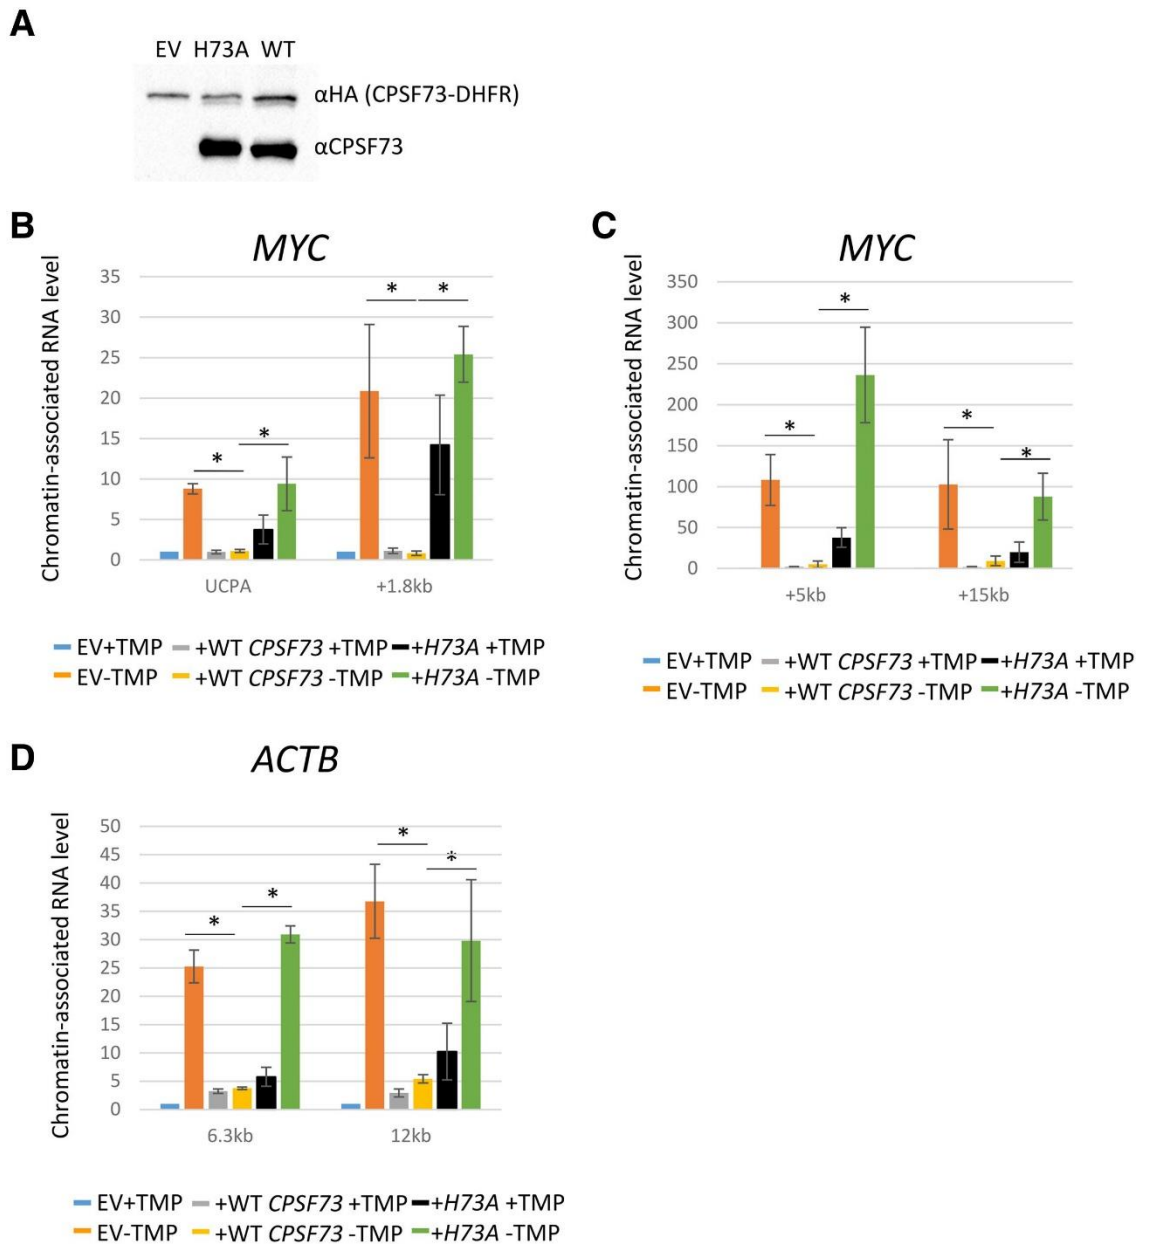 A
EV H73A WT
αHA (CPSF73-DHFR)
αCPSF73
B
MYC
Chromatin-associated RNA level
35
30
25
20
15
10
5
0
* * * *
UCPA +1.8kb
EV+TMP +WT CPSF73 +TMP +H73A +TMP
EV-TMP +WT CPSF73 -TMP +H73A -TMP
C
MYC
Chromatin-associated RNA level
350
300
250
200
150
100
50
0
* * * *
+5kb +15kb
EV+TMP +WT CPSF73 +TMP +H73A +TMP
EV-TMP +WT CPSF73 -TMP +H73A -TMP
D
ACTB
Chromatin-associated RNA level
50
45
40
35
30
25
20
15
10
5
0
* * * *
6.3kb 12kb
EV+TMP +WT CPSF73 +TMP +H73A +TMP
EV-TMP +WT CPSF73 -TMP +H73A -TMP